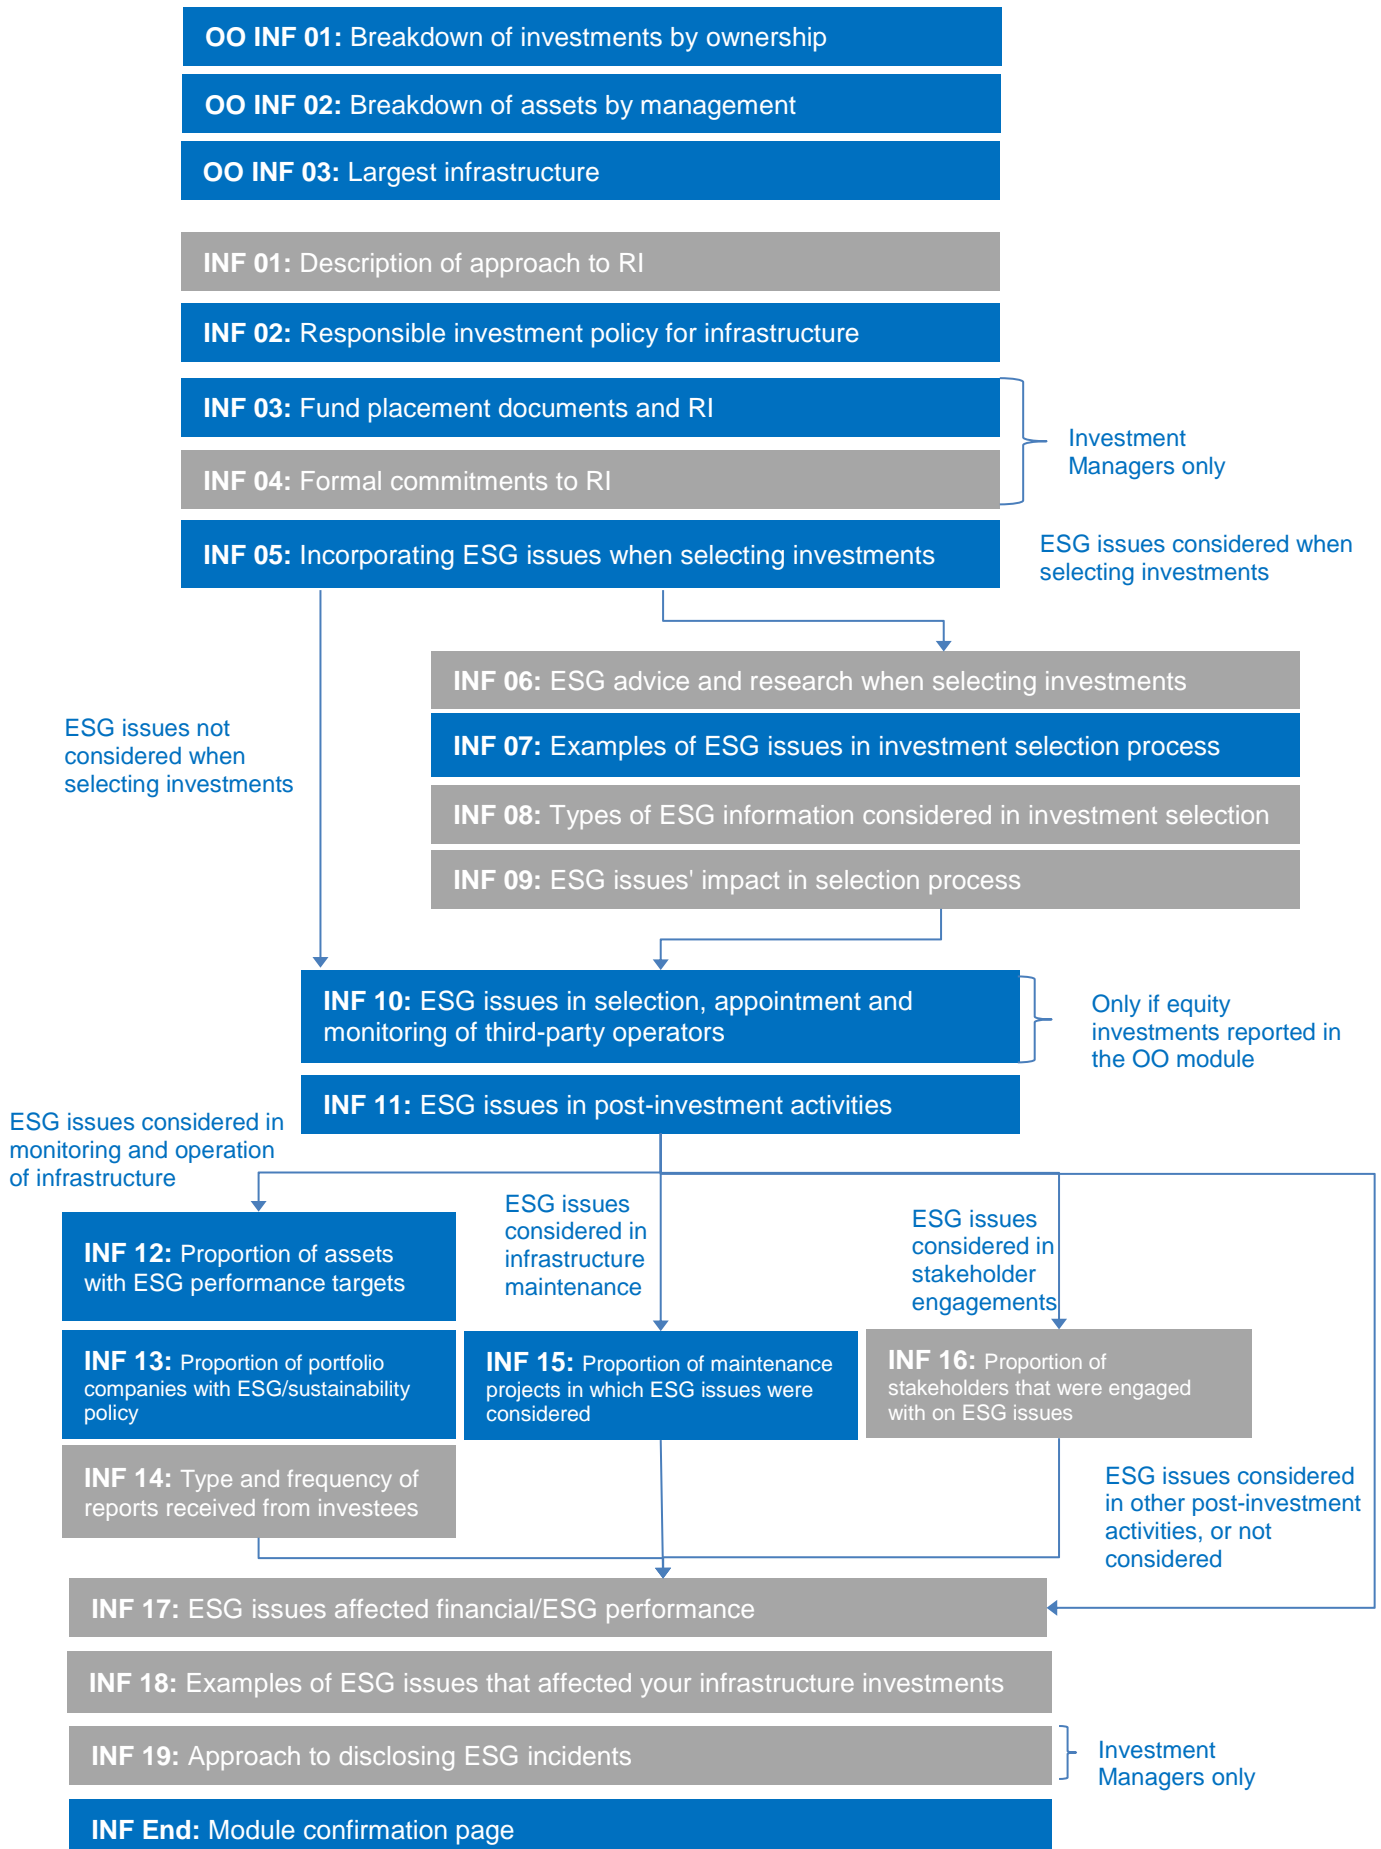 OO INF 01: Breakdown of investments by ownership
OO INF 02: Breakdown of assets by management
OO INF 03: Largest infrastructure
INF 01: Description of approach to RI
INF 02: Responsible investment policy for infrastructure
INF 03: Fund placement documents and RI
INF 04: Formal commitments to RI
Investment
Managers only
INF 05: Incorporating ESG issues when selecting investments
ESG issues considered when
selecting investments
ESG issues not
considered when
selecting investments
INF 06: ESG advice and research when selecting investments
INF 07: Examples of ESG issues in investment selection process
INF 08: Types of ESG information considered in investment selection
INF 09: ESG issues' impact in selection process
INF 10: ESG issues in selection, appointment and
monitoring of third-party operators
Only if equity
investments reported in
the OO module
INF 11: ESG issues in post-investment activities
ESG issues considered in
monitoring and operation
of infrastructure
ESG issues
considered in
infrastructure
maintenance
ESG issues
considered in
stakeholder
engagements
INF 12: Proportion of assets
with ESG performance targets
INF 13: Proportion of portfolio
companies with ESG/sustainability
policy
INF 14: Type and frequency of
reports received from investees
INF 15: Proportion of maintenance
projects in which ESG issues were
considered
INF 16: Proportion of
stakeholders that were engaged
with on ESG issues
ESG issues considered
in other post-investment
activities, or not
considered
INF 17: ESG issues affected financial/ESG performance
INF 18: Examples of ESG issues that affected your infrastructure investments
INF 19: Approach to disclosing ESG incidents
Investment
Managers only
INF End: Module confirmation page